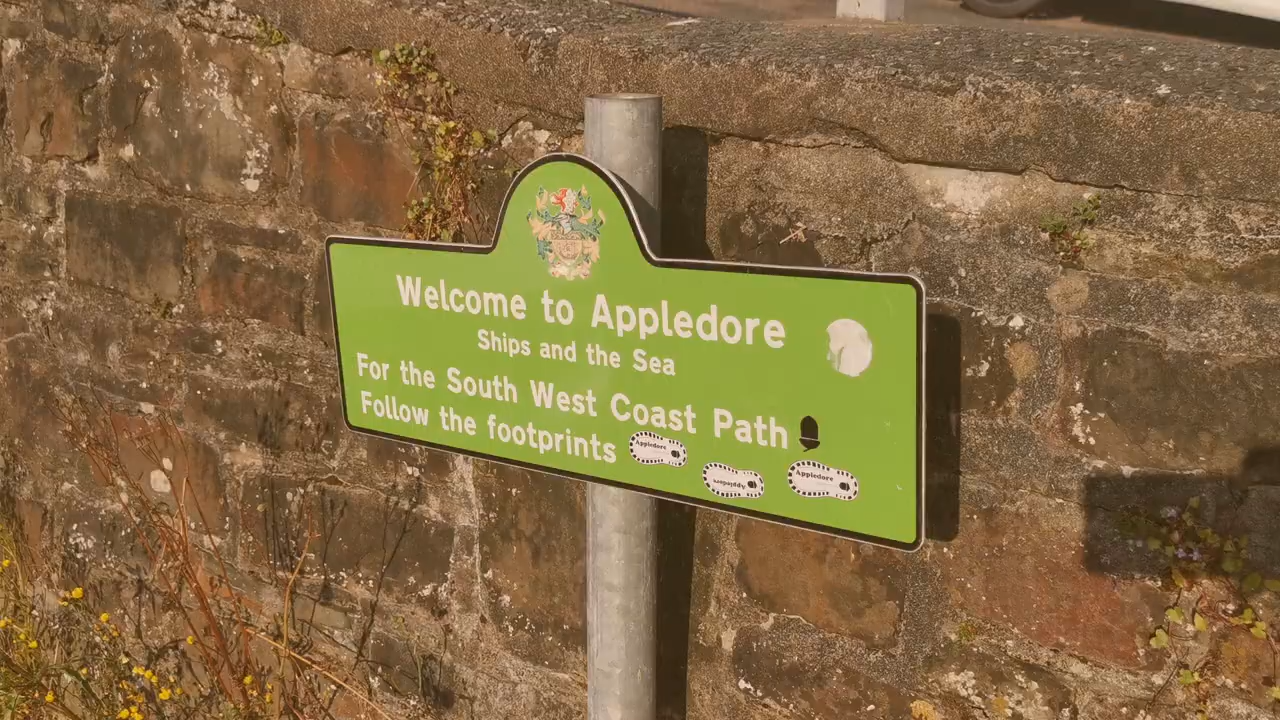 Welcome to Appledore
Ships and the Sea
For the South West Coast Path
Follow the footprints
Appledore
Appledore
Appledore